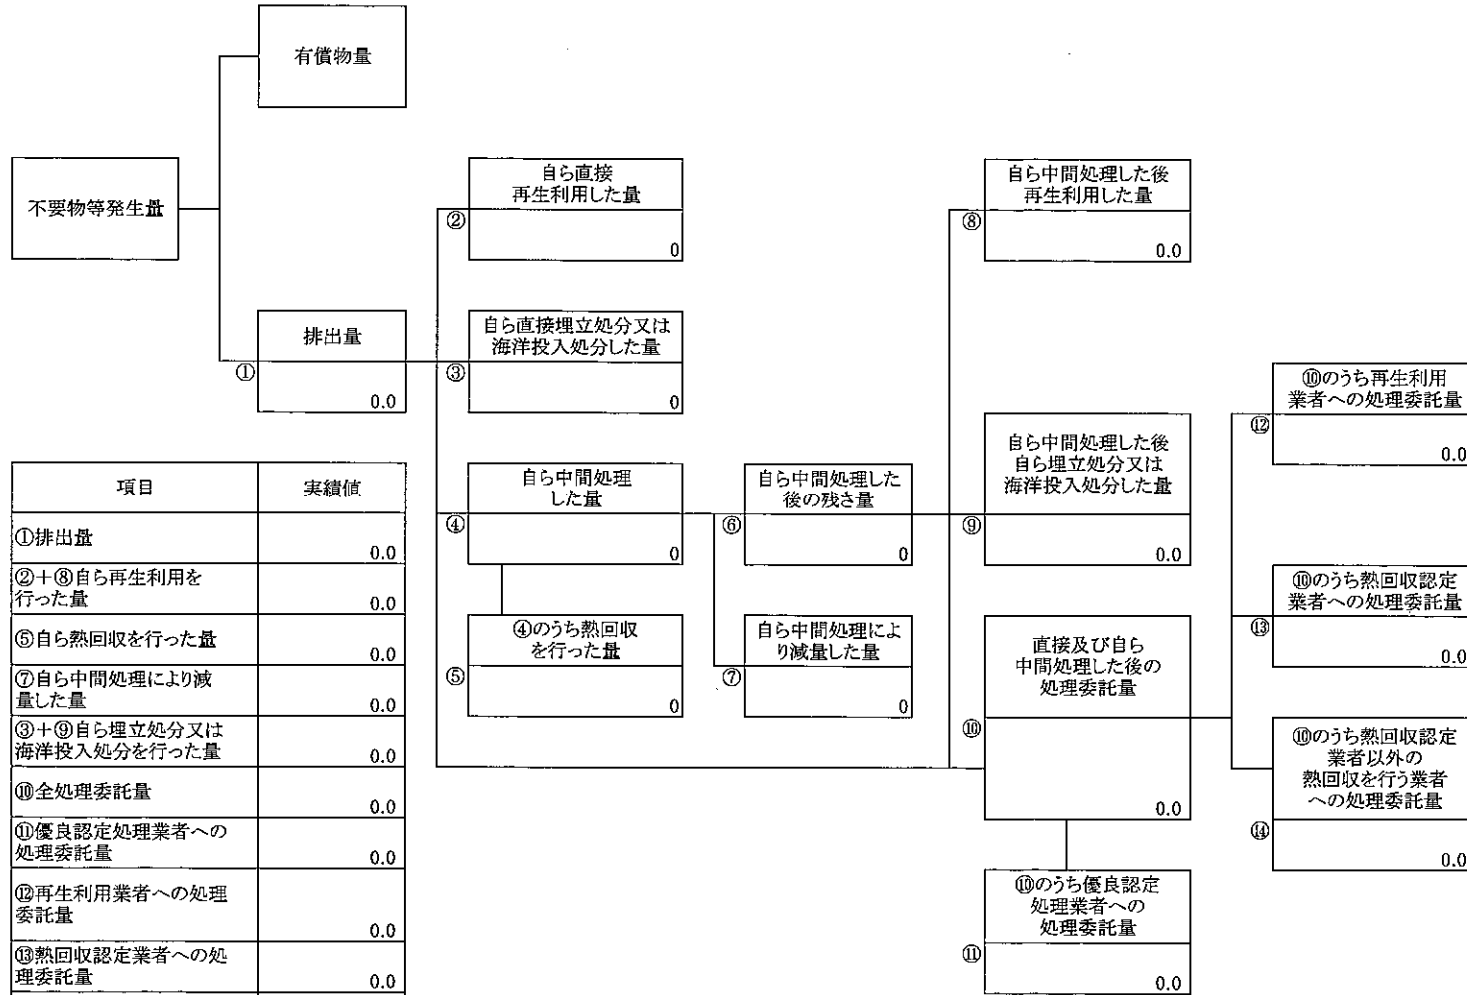 有償物量
不要物等発生量
自ら直接
再生利用した量
②
0
自ら中間処理した後
再生利用した量
⑧
0.0
排出量
①
0.0
自ら直接埋立処分又は
海洋投入処分した量
③
0
⑩のうち再生利用
業者への処理委託量
⑫
0.0
自ら中間処理
した量
④
0
自ら中間処理した
後の残さ量
⑥
0
自ら中間処理した後
自ら埋立処分又は
海洋投入処分した量
⑨
0.0
⑩のうち熱回収認定
業者への処理委託量
⑬
0.0
④のうち熱回収
を行った量
⑤
0
自ら中間処理によ
り減量した量
⑦
0
直接及び自ら
中間処理した後の
処理委託量
⑩
0.0
⑩のうち熱回収認定
業者以外の
熱回収を行う業者
への処理委託量
⑭
0.0
⑩のうち優良認定
処理業者への
処理委託量
⑪
0.0
項目 実績値
①排出量
0.0
②+⑧自ら再生利用を
行った量
0.0
⑤自ら熱回収を行った量
0.0
⑦自ら中間処理により減
量した量
0.0
③+⑨自ら埋立処分又は
海洋投入処分を行った量
0.0
⑩全処理委託量
0.0
⑪優良認定処理業者への
処理委託量
0.0
⑫再生利用業者への処理
委託量
0.0
⑬熱回収認定業者への処
理委託量
0.0